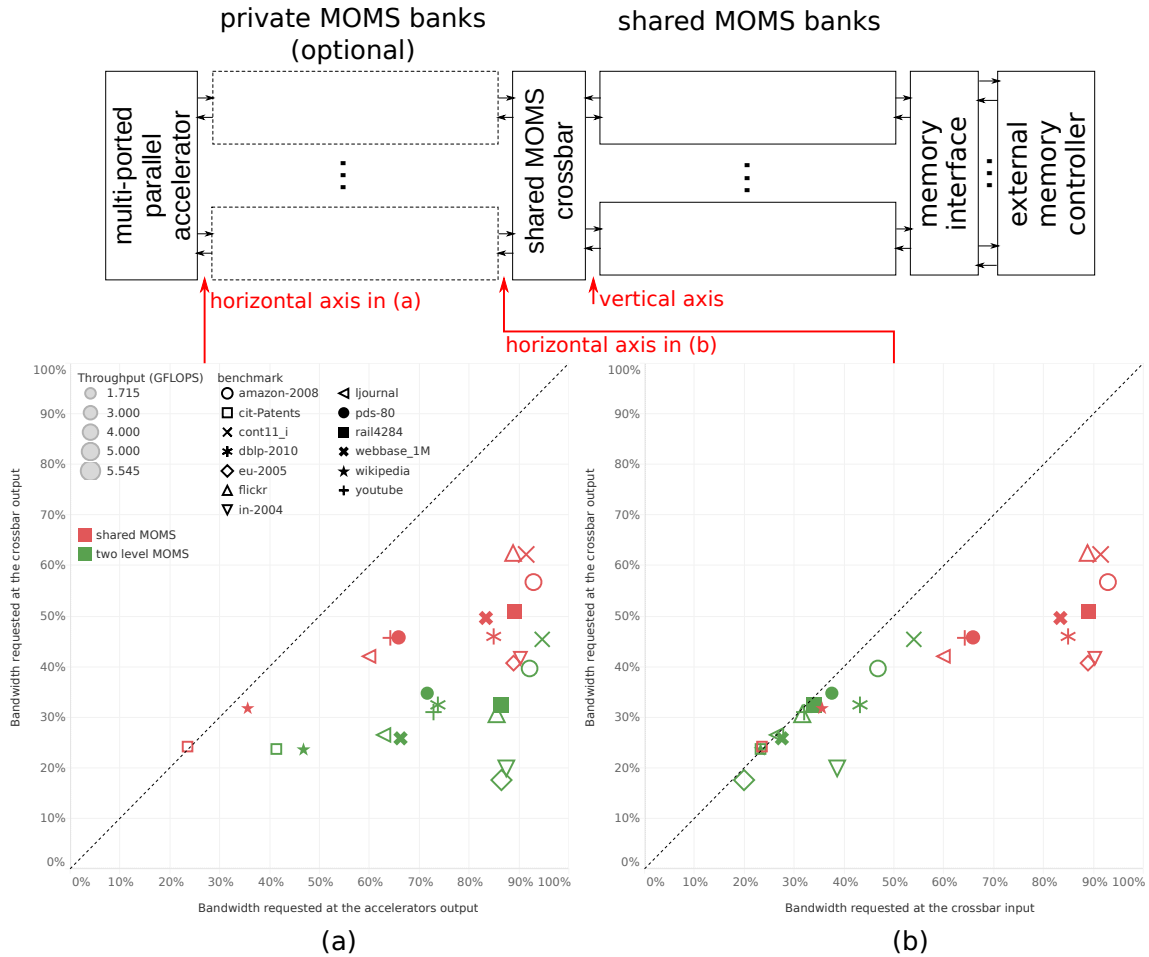 private MOMS banks
(optional)
shared MOMS banks
multi-ported
parallel
accelerator
...
shared MOMS
crossbar
...
memory
interface
...
external
memory
controller
horizontal axis in (a)
vertical axis
horizontal axis in (b)
Throughput (GFLOPS)
1.715
3.000
4.000
5.000
5.545
benchmark
amazon-2008
cit-Patents
cont11_i
dblp-2010
eu-2005
flickr
in-2004
ljournal
pds-80
rail4284
webbase_1M
wikipedia
youtube
shared MOMS
two level MOMS
Bandwidth requested at the crossbar output
100%
90%
80%
70%
60%
50%
40%
30%
20%
10%
0%
0% 10% 20% 30% 40% 50% 60% 70% 80% 90% 100%
Bandwidth requested at the accelerators output
(a)
Bandwidth requested at the crossbar output
100%
90%
80%
70%
60%
50%
40%
30%
20%
10%
0%
0% 10% 20% 30% 40% 50% 60% 70% 80% 90% 100%
Bandwidth requested at the crossbar input
(b)